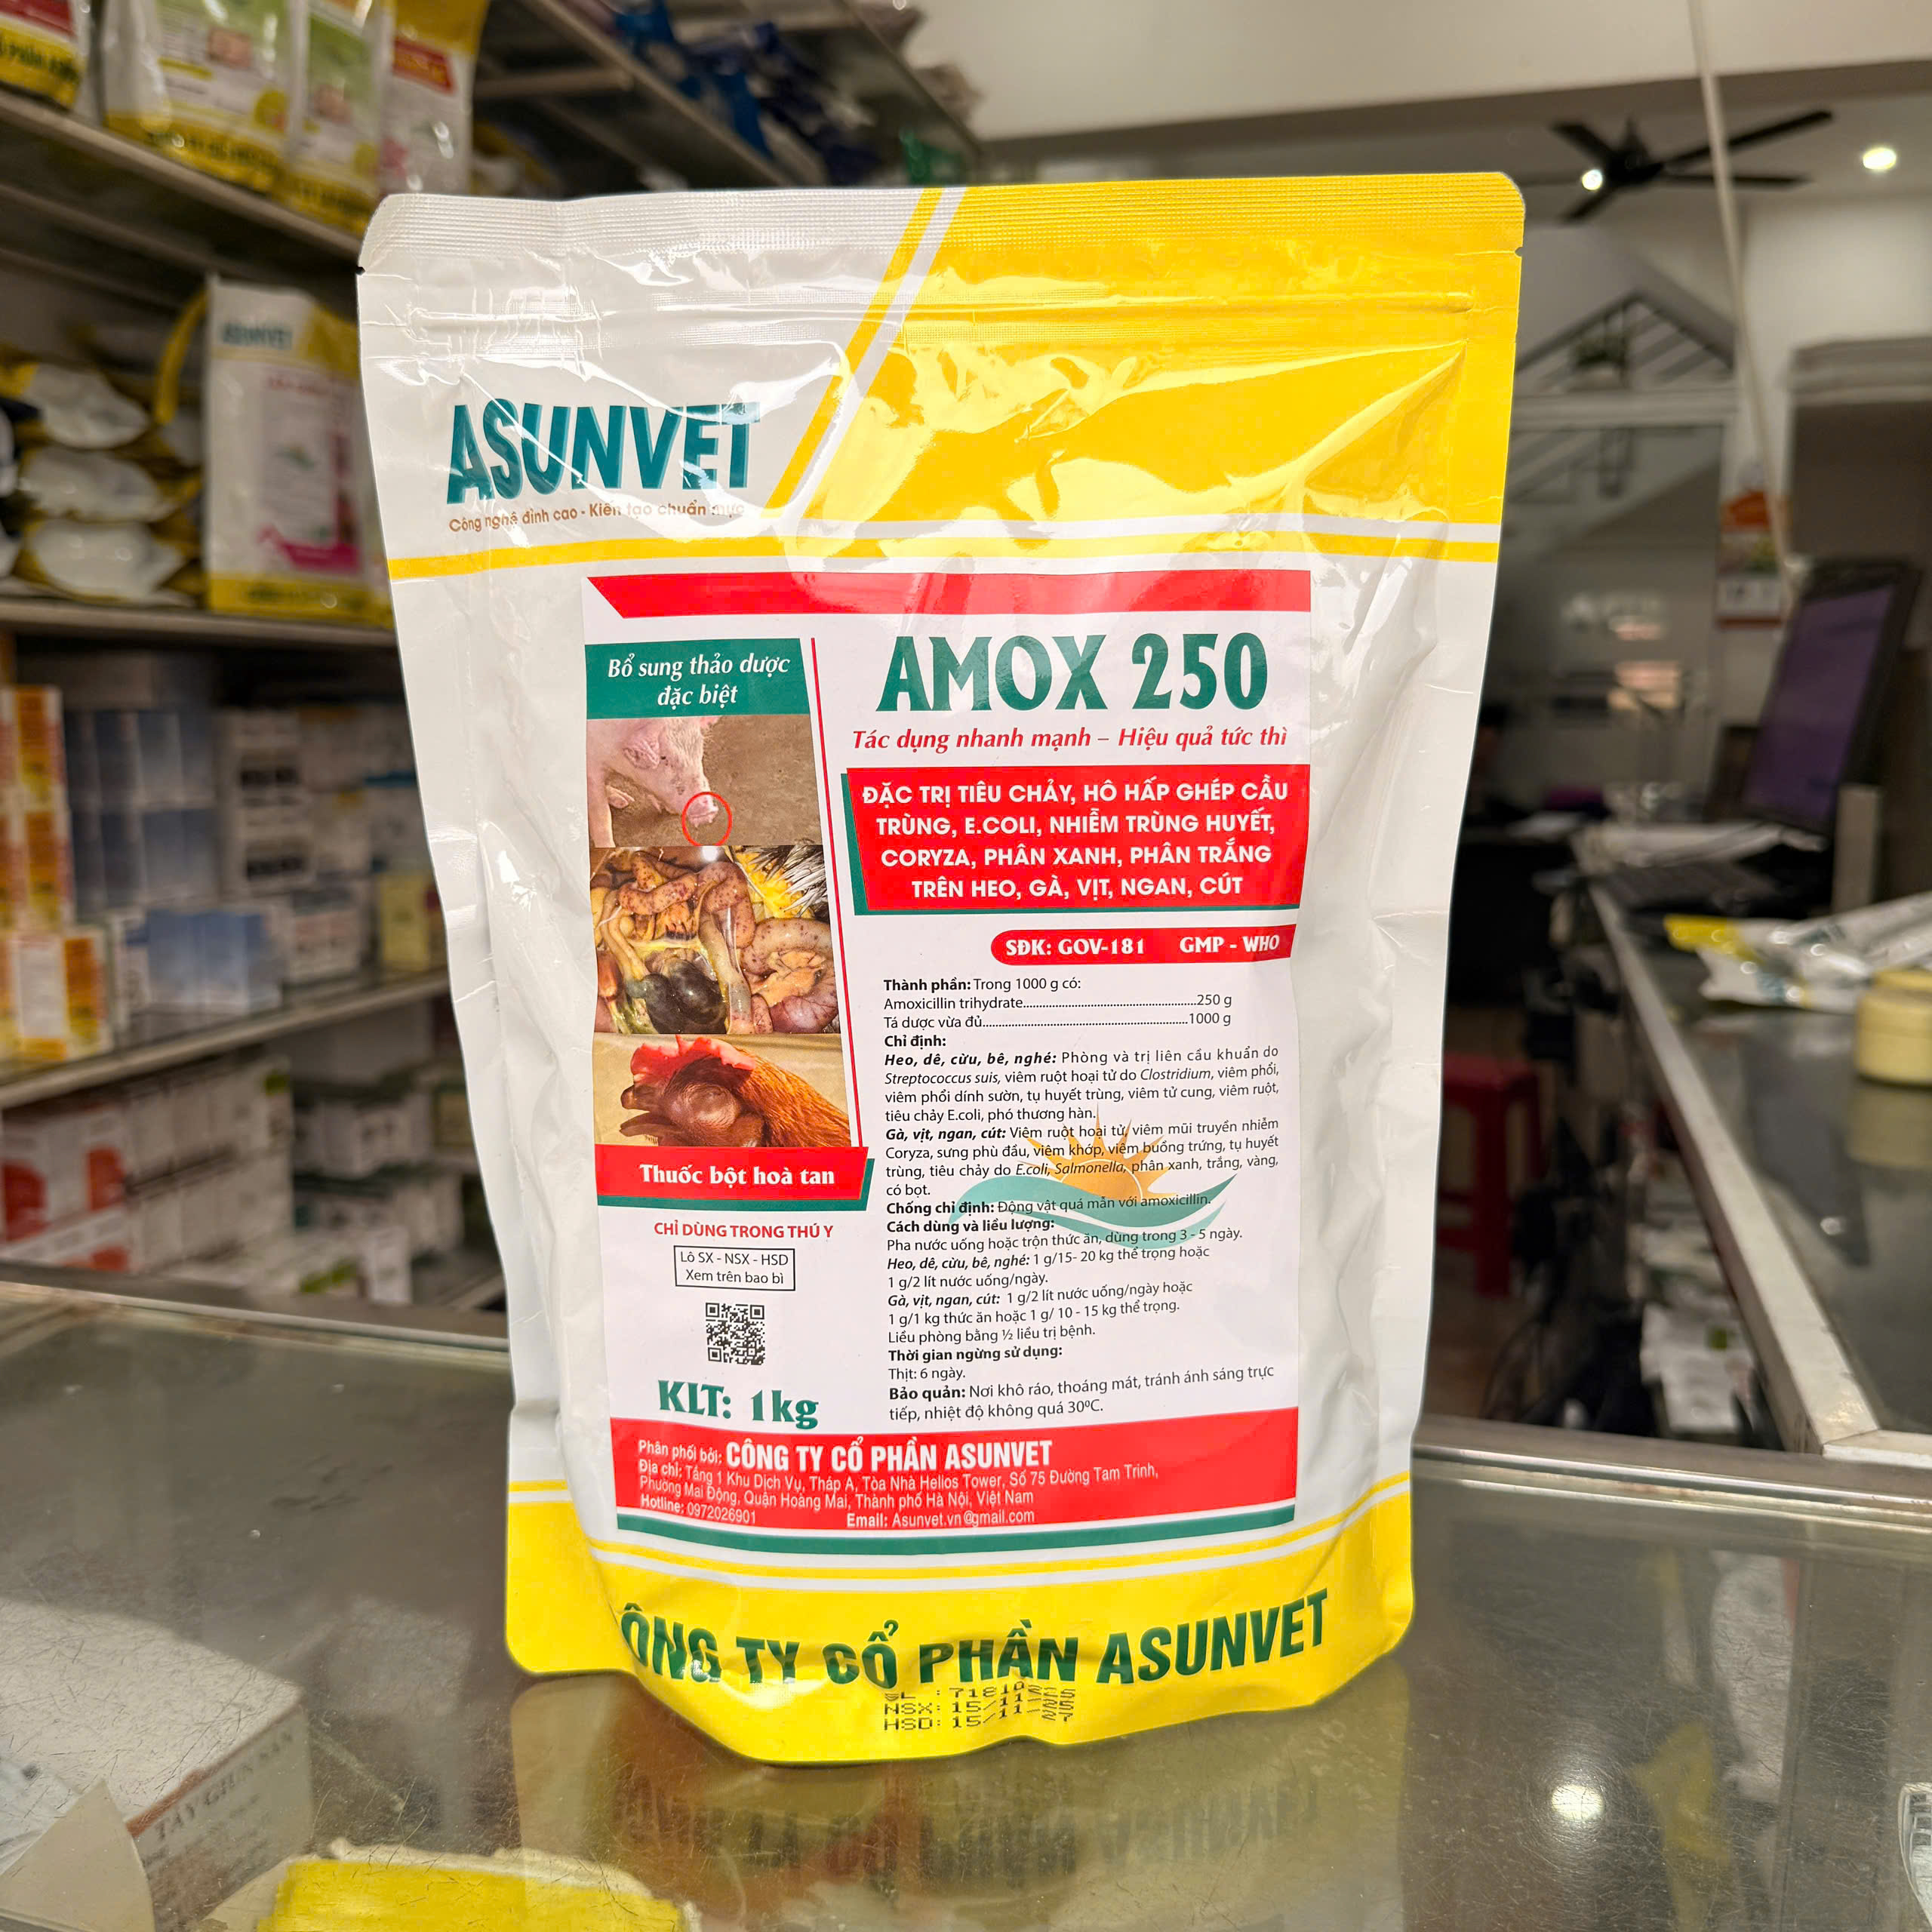 ASUNVET
Công nghệ đỉnh cao - Kiến tạo chuẩn mực
Bổ sung thảo dược
đặc biệt
AMOX 250
Tác dụng nhanh mạnh – Hiệu quả tức thì
ĐẶC TRỊ TIÊU CHẢY, HÔ HẤP GHÉP CẦU
TRÙNG, E.COLI, NHIỄM TRÙNG HUYẾT,
CORYZA, PHÂN XANH, PHÂN TRẮNG
TRÊN HEO, GÀ, VỊT, NGAN, CÚT
SĐK: GOV-181 GMP - WHO
Thành phần: Trong 1000 g có:
Amoxicillin trihydrate...250 g
Tá dược vừa đủ...1000 g
Chỉ định:
Heo, dê, cừu, bê, nghé: Phòng và trị liên cầu khuẩn do
Streptococcus suis, viêm ruột hoại tử do Clostridium, viêm phổi,
viêm phổi dính sườn, tụ huyết trùng, viêm tử cung, viêm ruột,
tiêu chảy E.coli, phó thương hàn.
Gà, vịt, ngan, cút: Viêm ruột hoại tử, viêm mũi truyền nhiễm
Coryza, sưng phù đầu, viêm khớp, viêm buồng trứng, tụ huyết
trùng, tiêu chảy do E.coli, Salmonella, phân xanh, trắng, vàng,
có bọt.
Chống chỉ định: Động vật quá mẫn với amoxicillin.
Cách dùng và liều lượng:
Pha nước uống hoặc trộn thức ăn, dùng trong 3 - 5 ngày.
Heo, dê, cừu, bê, nghé: 1 g/15- 20 kg thể trọng hoặc
1 g/2 lít nước uống/ngày.
Gà, vịt, ngan, cút: 1 g/2 lít nước uống/ngày hoặc
1 g/1 kg thức ăn hoặc 1 g/ 10 - 15 kg thể trọng.
Liều phòng bằng ½ liều trị bệnh.
Thời gian ngừng sử dụng:
Thịt: 6 ngày.
Bảo quản: Nơi khô ráo, thoáng mát, tránh ánh sáng trực
tiếp, nhiệt độ không quá 30⁰C.
Thuốc bột hoà tan
CHỈ DÙNG TRONG THÚ Y
Lô SX - NSX - HSD
Xem trên bao bì
KLT: 1kg
Phân phối bởi: CÔNG TY CỔ PHẦN ASUNVET
Địa chỉ: Tầng 1 Khu Dịch Vụ, Tháp A, Tòa Nhà Helios Tower, Số 75 Đường Tam Trinh,
Phường Mai Động, Quận Hoàng Mai, Thành phố Hà Nội, Việt Nam
Hotline: 0972026901 Email: Asunvet.vn@gmail.com
ÔNG TY CỔ PHẦN ASUNVET
NSX: 15/11
HSD: 15/11
ASUNVET